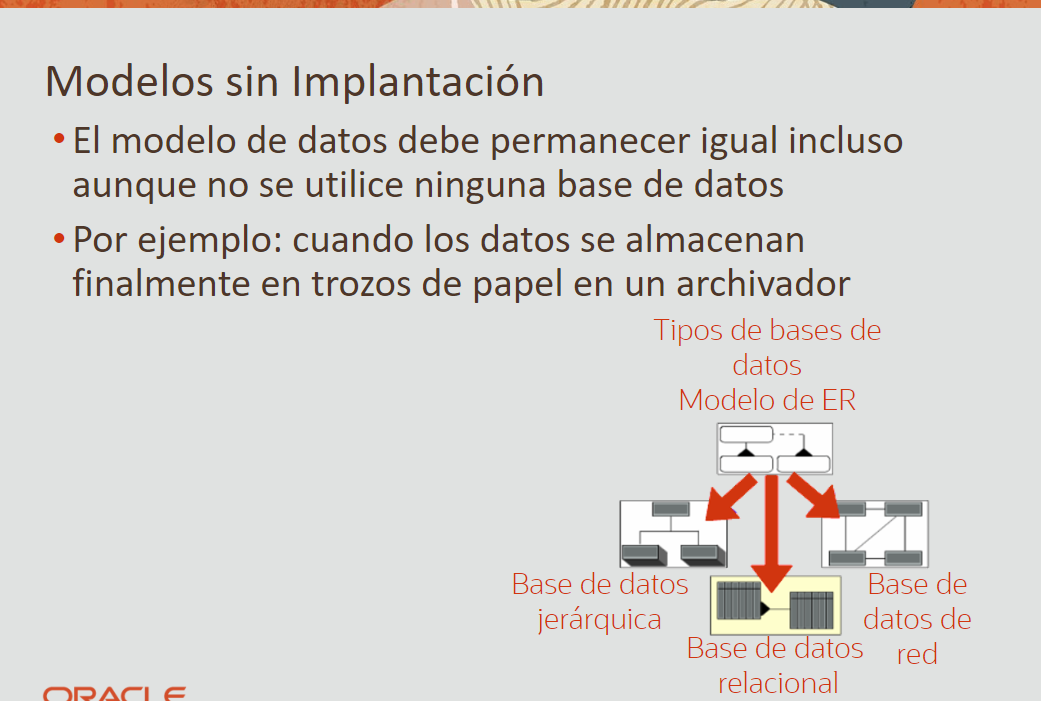 Modelos sin Implantación
• El modelo de datos debe permanecer igual incluso
aunque no se utilice ninguna base de datos
• Por ejemplo: cuando los datos se almacenan
finalmente en trozos de papel en un archivador
Tipos de bases de
datos
Modelo de ER
Base de datos
jerárquica
Base de datos
relacional
Base de
datos de
red
ORACLE